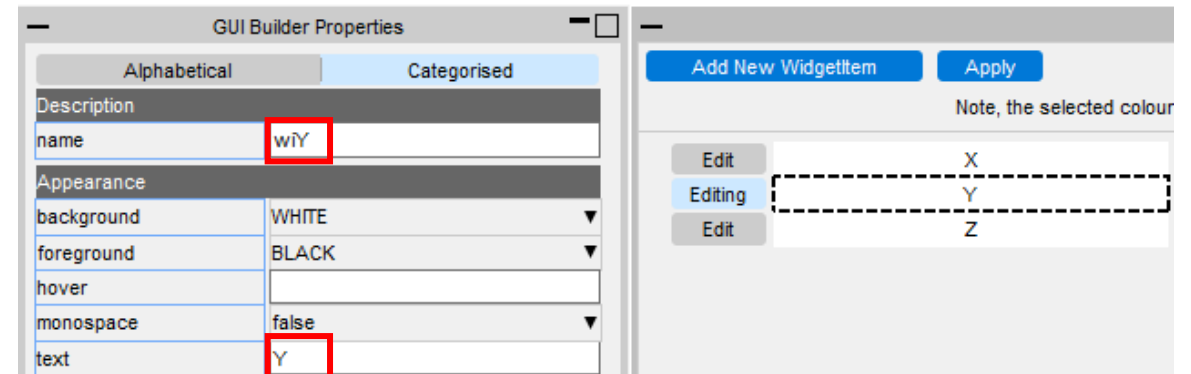 GUI Builder Properties
Alphabetical Categorised
Description
name wiY
Appearance
background WHITE
foreground BLACK
hover
monospace false
text Y
Add New WidgetItem Apply
Note, the selected colour
Edit X
Editing Y
Edit Z